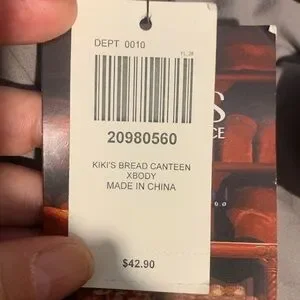 DEPT 0010
20980560
KIKI'S BREAD CANTEEN
XBODY
MADE IN CHINA
$42.90